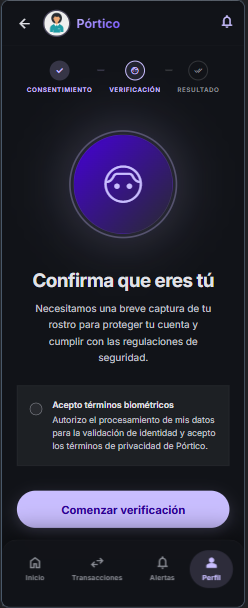 Pórtico
CONSENTIMIENTO
VERIFICACIÓN
RESULTADO
Confirma que eres tú
Necesitamos una breve captura de tu
rostro para proteger tu cuenta y
cumplir con las regulaciones de
seguridad.
Acepto términos biométricos
Autorizo el procesamiento de mis datos
para la validación de identidad y acepto
los términos de privacidad de Pórtico.
Comenzar verificación
Inicio
Transacciones
Alertas
Perfil